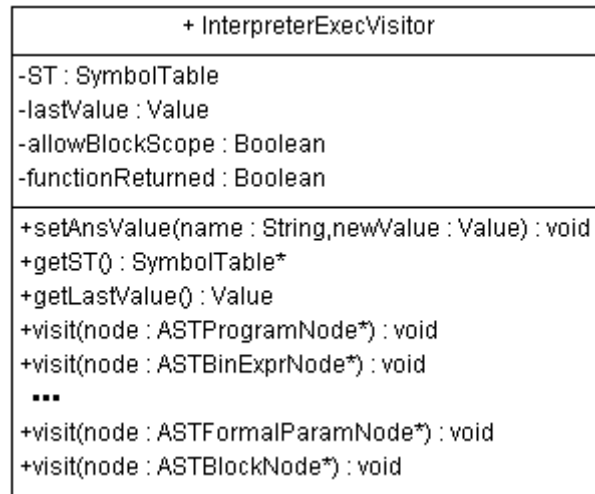 + InterpreterExecVisitor
-ST : SymbolTable
-lastValue : Value
-allowBlockScope : Boolean
-functionReturned : Boolean
+setAnsValue(name : String,newValue : Value) : void
+getST() : SymbolTable*
+getLastValue() : Value
+visit(node : ASTProgramNode*) : void
+visit(node : ASTBinExprNode*) : void
...
+visit(node : ASTFormalParamNode*) : void
+visit(node : ASTBlockNode*) : void